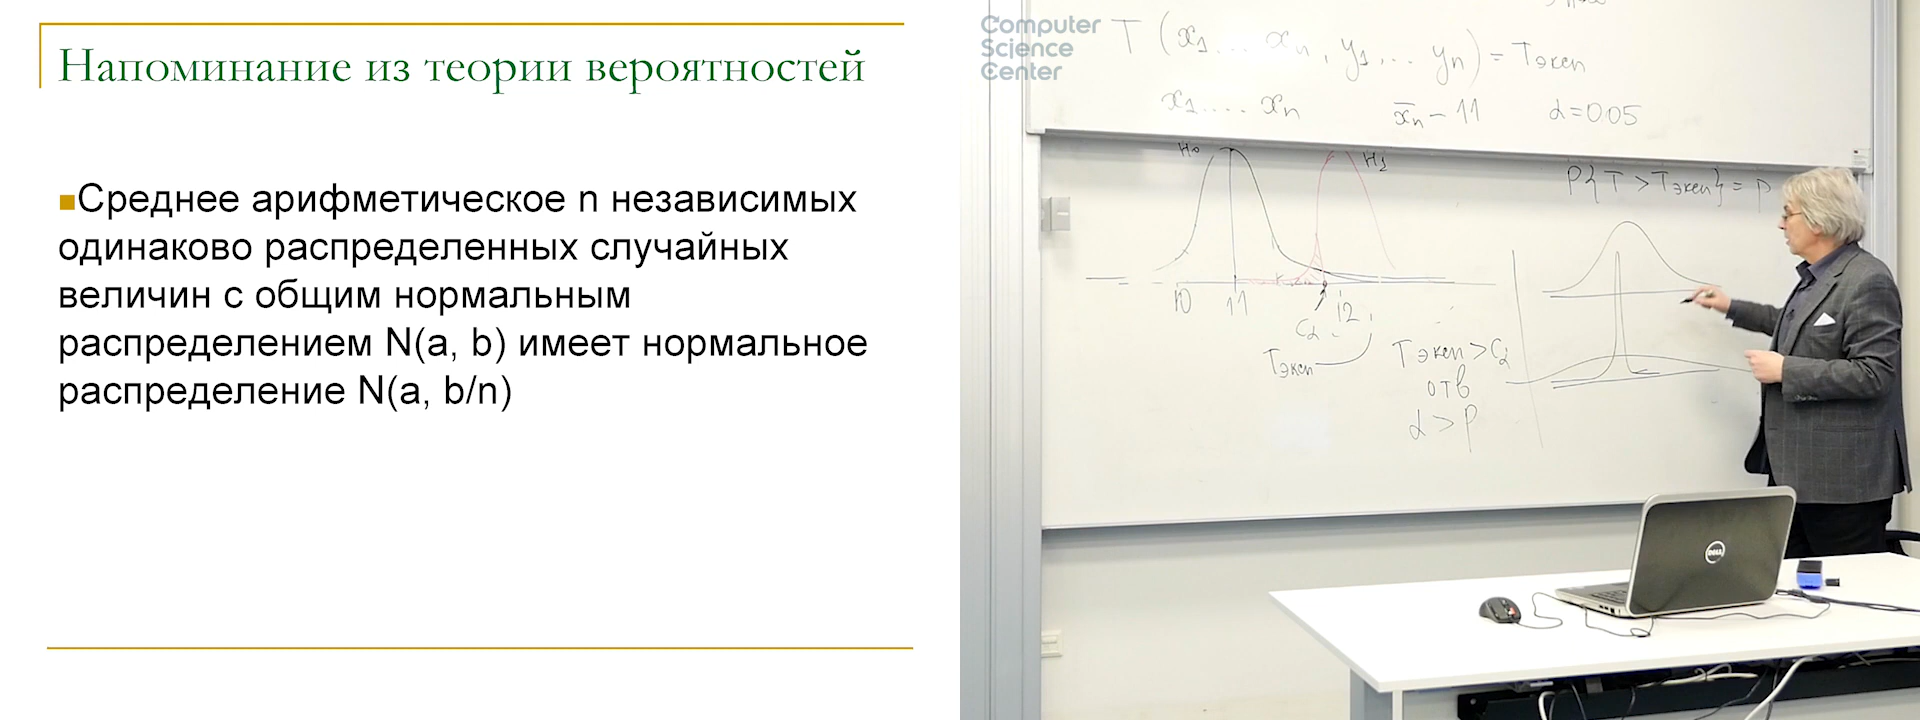 Напоминание из теории вероятностей
Среднее арифметическое n независимых
одинаково распределенных случайных
величин с общим нормальным
распределением N(a, b) имеет нормальное
распределение N(a, b/n)
Computer
Science
Center
T (x₁ ... xₙ, y₁, ... yₙ) = Tэксп
x₁ .... xₙ x̄ₙ - 11 α=0.05
H₀ H₁
P{T > Tэксп} = p
10 11 12
Cα
Tэксп
Tэксп > Cα
отв
α > P
DELL